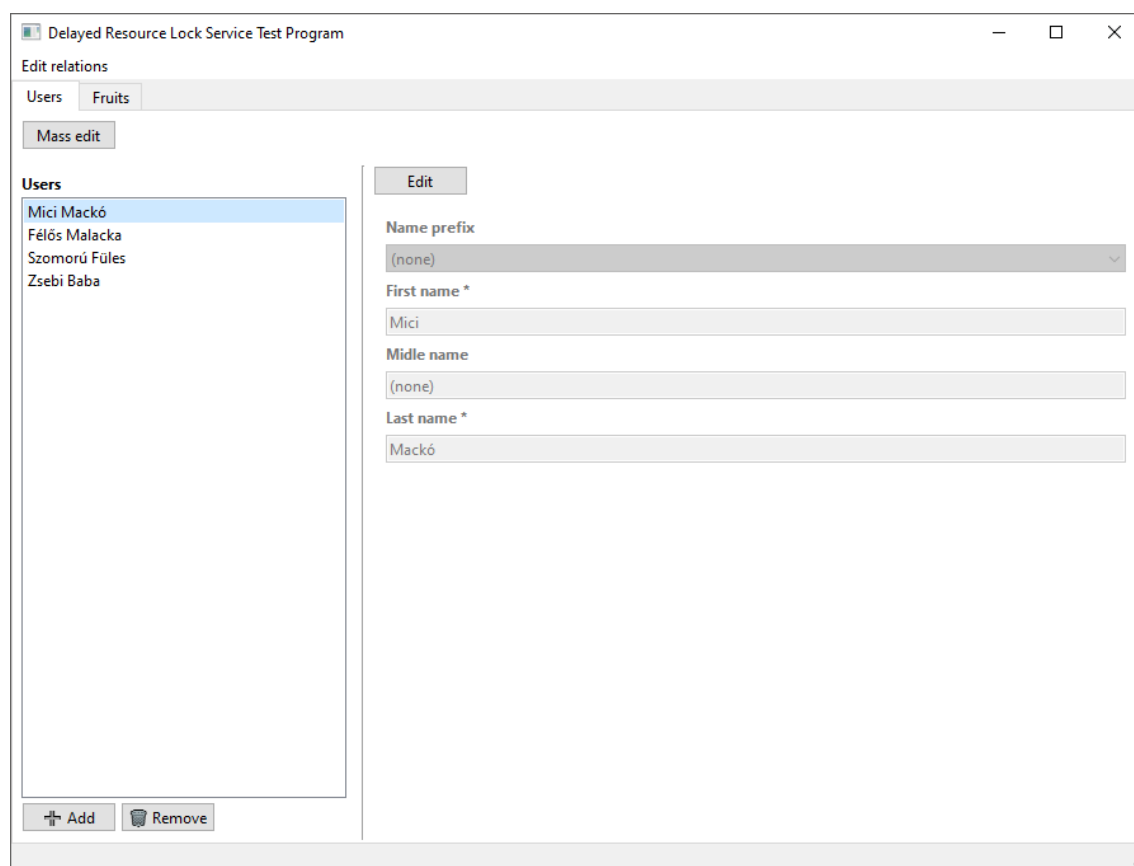 Delayed Resource Lock Service Test Program
Edit relations
Users Fruits
Mass edit
Users
Mici Mackó
Félős Malacka
Szomorú Füles
Zsebi Baba
Add Remove
Edit
Name prefix
(none)
First name *
Mici
Midle name
(none)
Last name *
Mackó